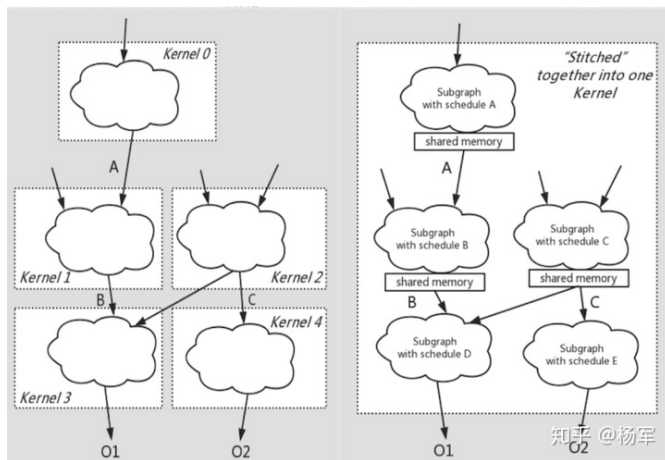 Kernel 0
A
Kernel 1
Kernel 2
B
C
Kernel 4
Kernel 3
O1
O2
"Stitched"
together into one
Kernel
Subgraph
with schedule A
shared memory
A
Subgraph
with schedule B
shared memory
Subgraph
with schedule C
shared memory
B
C
Subgraph
with schedule D
Subgraph
with schedule E
O1
O2
知乎 @杨军